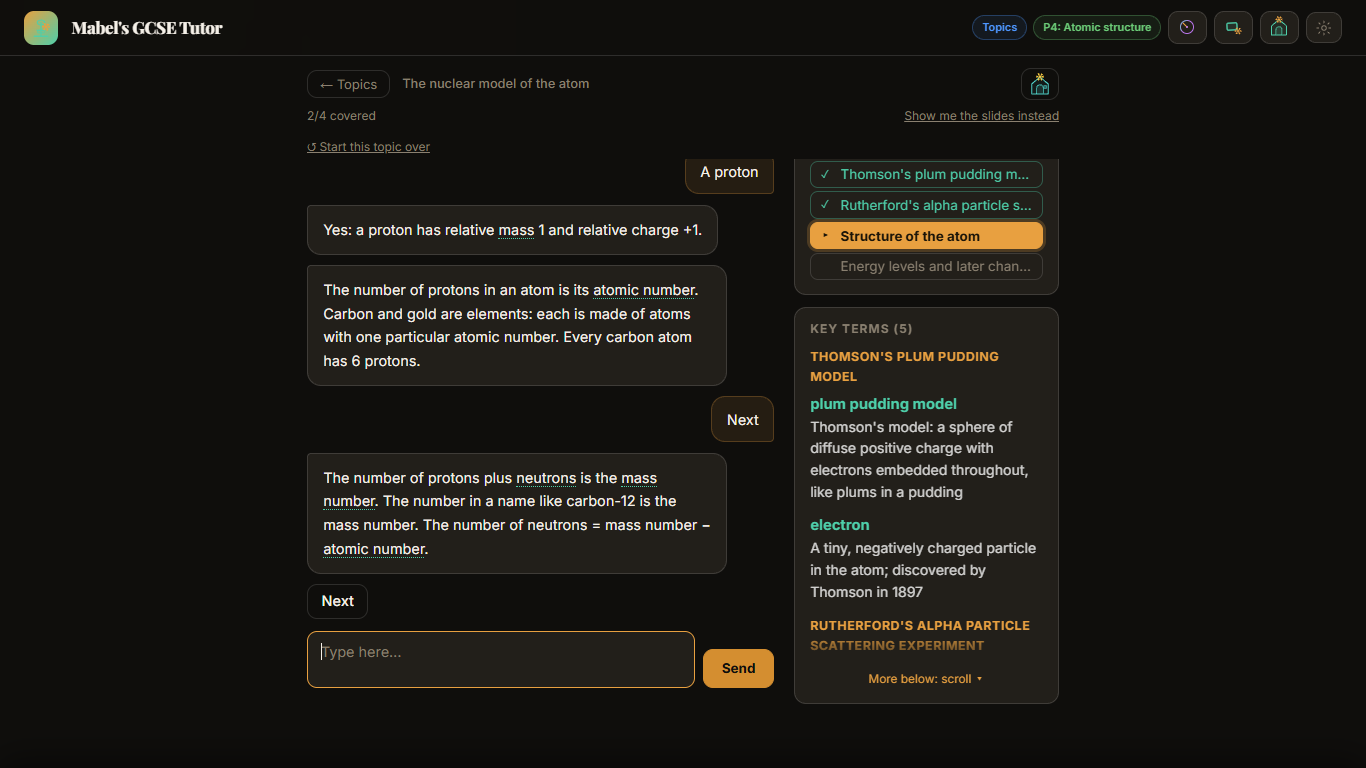 Mabel's GCSE Tutor
Topics
P4: Atomic structure
← Topics
The nuclear model of the atom
2/4 covered
Show me the slides instead
↺ Start this topic over
A proton
Yes: a proton has relative mass 1 and relative charge +1.
The number of protons in an atom is its atomic number.
Carbon and gold are elements: each is made of atoms
with one particular atomic number. Every carbon atom
has 6 protons.
Next
The number of protons plus neutrons is the mass
number. The number in a name like carbon-12 is the
mass number. The number of neutrons = mass number −
atomic number.
Next
Type here...
Send
✓ Thomson's plum pudding m...
✓ Rutherford's alpha particle s...
‣ Structure of the atom
Energy levels and later chan...
KEY TERMS (5)
THOMSON'S PLUM PUDDING
MODEL
plum pudding model
Thomson's model: a sphere of
diffuse positive charge with
electrons embedded throughout,
like plums in a pudding
electron
A tiny, negatively charged particle
in the atom; discovered by
Thomson in 1897
RUTHERFORD'S ALPHA PARTICLE
SCATTERING EXPERIMENT
More below: scroll ▾